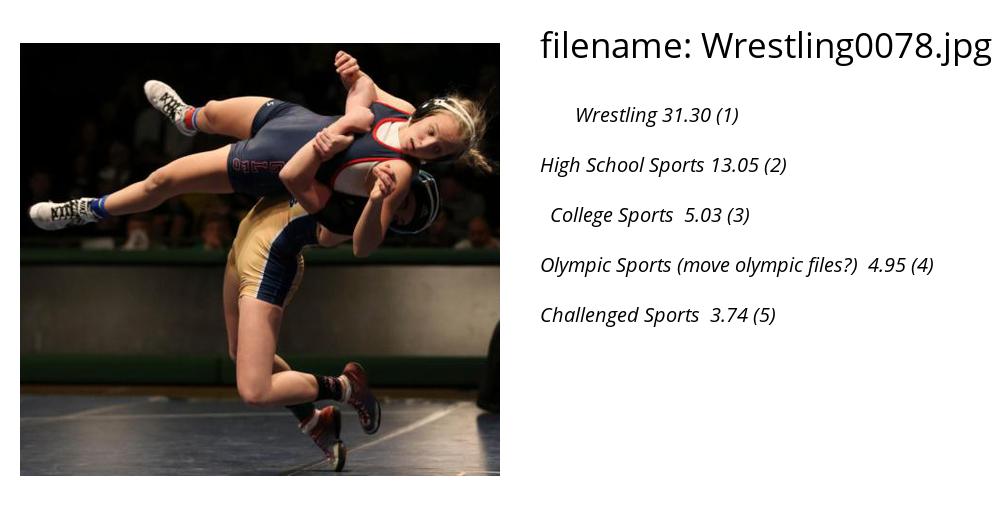 filename: Wrestling0078.jpg
Wrestling 31.30 (1)
High School Sports 13.05 (2)
College Sports 5.03 (3)
Olympic Sports (move olympic files?) 4.95 (4)
Challenged Sports 3.74 (5)